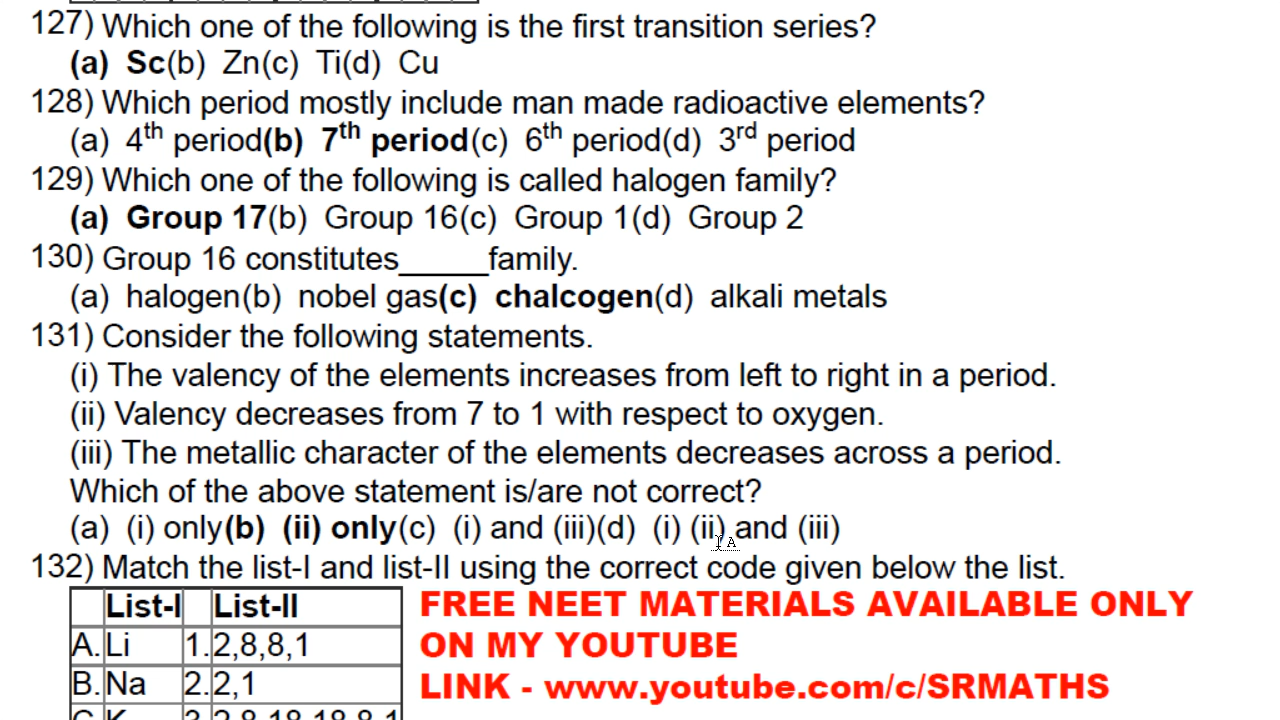 127) Which one of the following is the first transition series?
(a) Sc(b) Zn(c) Ti(d) Cu
128) Which period mostly include man made radioactive elements?
(a) 4th period(b) 7th period(c) 6th period(d) 3rd period
129) Which one of the following is called halogen family?
(a) Group 17(b) Group 16(c) Group 1(d) Group 2
130) Group 16 constitutes_____family.
(a) halogen(b) nobel gas(c) chalcogen(d) alkali metals
131) Consider the following statements.
(i) The valency of the elements increases from left to right in a period.
(ii) Valency decreases from 7 to 1 with respect to oxygen.
(iii) The metallic character of the elements decreases across a period.
Which of the above statement is/are not correct?
(a) (i) only(b) (ii) only(c) (i) and (iii)(d) (i) (ii) and (iii)
132) Match the list-I and list-II using the correct code given below the list.
List-I List-II
A. Li 1. 2,8,8,1
B. Na 2. 2,1
C. K 3. 2,8,18,18,8,1
FREE NEET MATERIALS AVAILABLE ONLY
ON MY YOUTUBE
LINK - www.youtube.com/c/SRMATHS